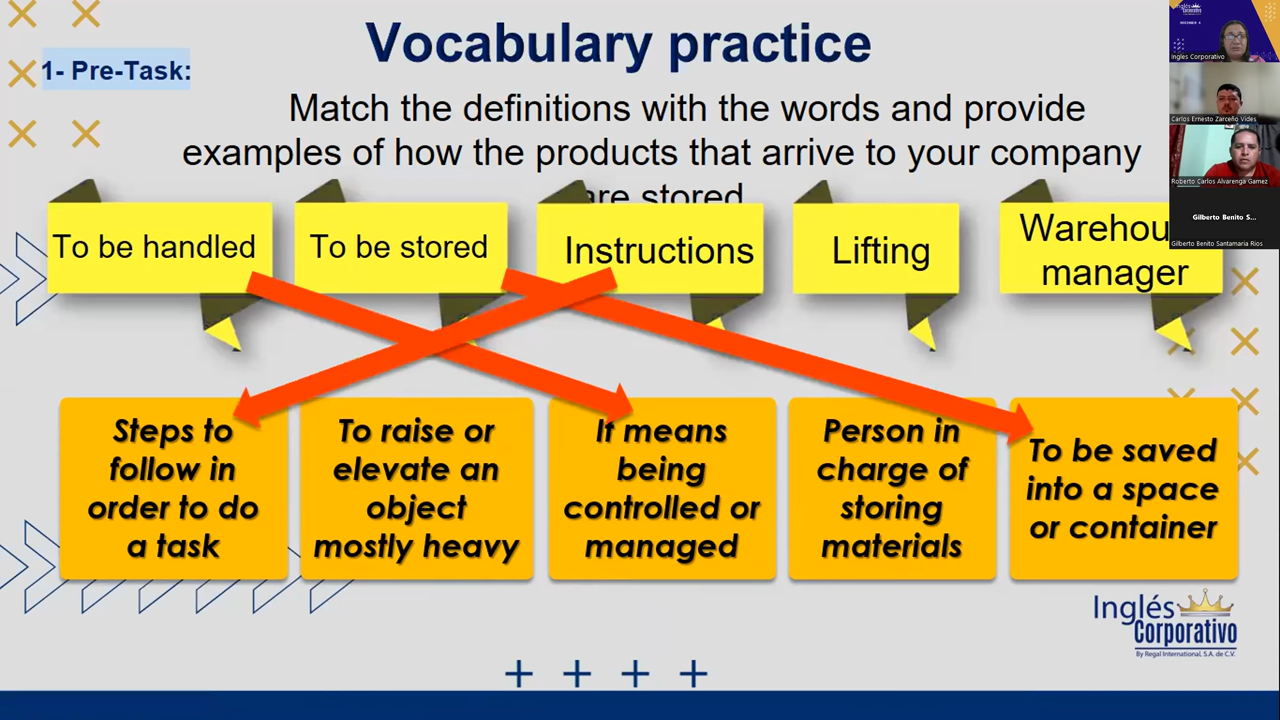 Vocabulary practice
1- Pre-Task:
Match the definitions with the words and provide
examples of how the products that arrive to your company
are stored
To be handled
To be stored
Instructions
Lifting
manager
Steps to
follow in
order to do
a task
To raise or
elevate an
object
mostly heavy
It means
being
controlled or
managed
Person in
charge of
storing
materials
To be saved
into a space
or container
Inglés
Corporativo
By Regal International, S.A. de C.V.
Ingles Corporativo
Carlos Ernesto Zarceño Vides
Roberto Carlos Alvarenga Gamez
Gilberto Benito S...
Gilberto Benito Santamaria Rios